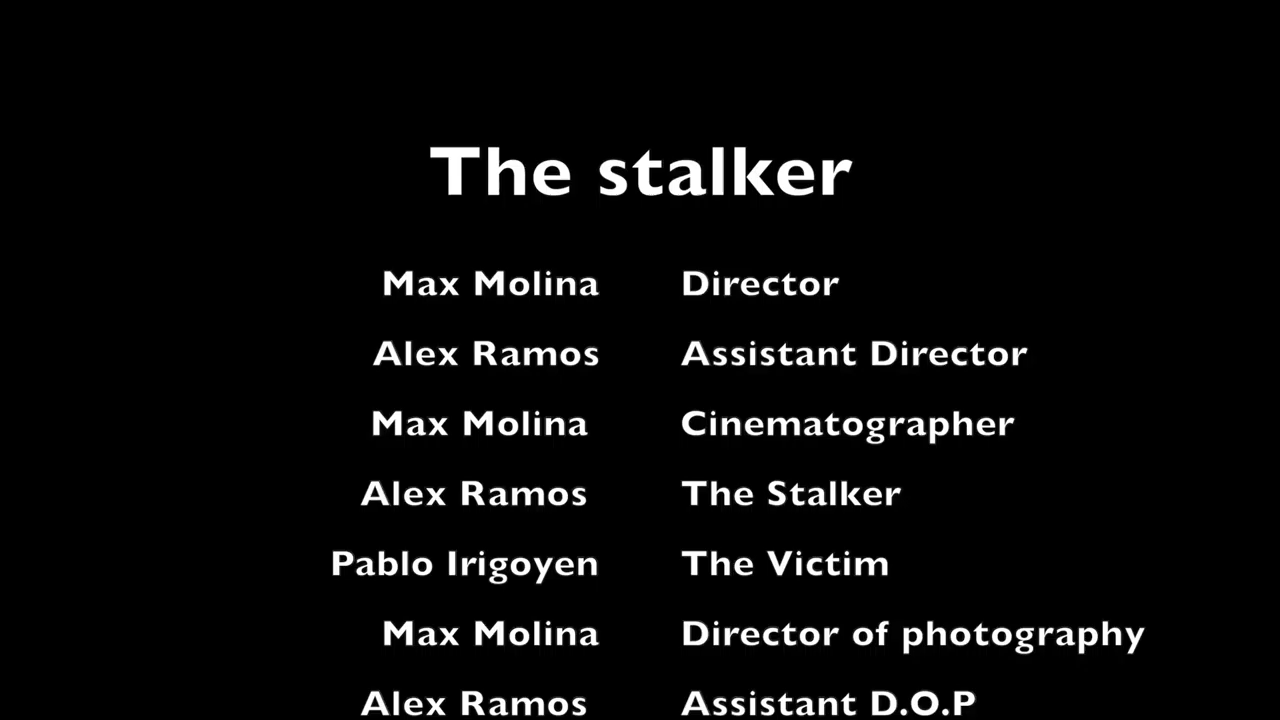 The stalker
Max Molina Director
Alex Ramos Assistant Director
Max Molina Cinematographer
Alex Ramos The Stalker
Pablo Irigoyen The Victim
Max Molina Director of photography
Alex Ramos Assistant D.O.P